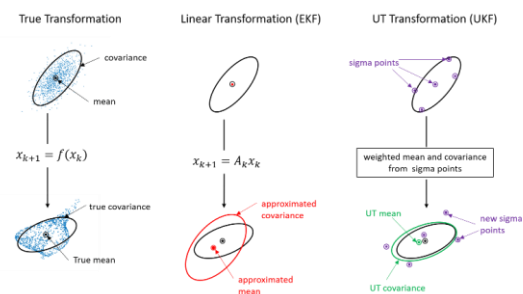 True Transformation
Linear Transformation (EKF)
UT Transformation (UKF)
covariance
mean
sigma points
x_{k+1} = f(x_k)
x_{k+1} = A_k x_k
weighted mean and covariance
from sigma points
true covariance
True mean
approximated
covariance
approximated
mean
UT mean
new sigma
points
UT covariance